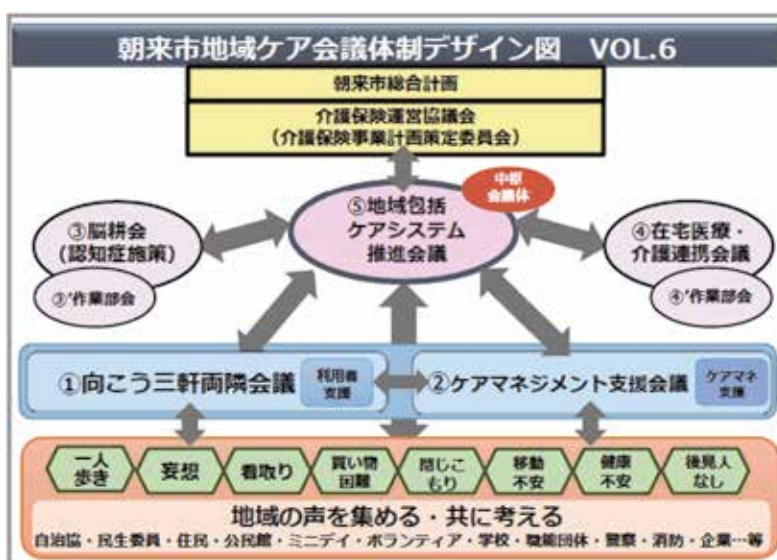 朝来市地域ケア会議体制デザイン図 VOL.6
朝来市総合計画
介護保険運営協議会
（介護保険事業計画策定委員会）
中枢
会議体
⑤地域包括
ケアシステム
推進会議
③脳耕会
(認知症施策)
③'作業部会
④在宅医療・
介護連携会議
④'作業部会
①向こう三軒両隣会議
利用者
支援
②ケアマネジメント支援会議
ケアマネ
支援
一人
歩き
妄想
看取り
買い物
困難
閉じこ
もり
移動
不安
健康
不安
後見人
なし
地域の声を集める・共に考える
自治協・民生委員・住民・公民館・ミニデイ・ボランティア・学校・職能団体・警察・消防・企業…等